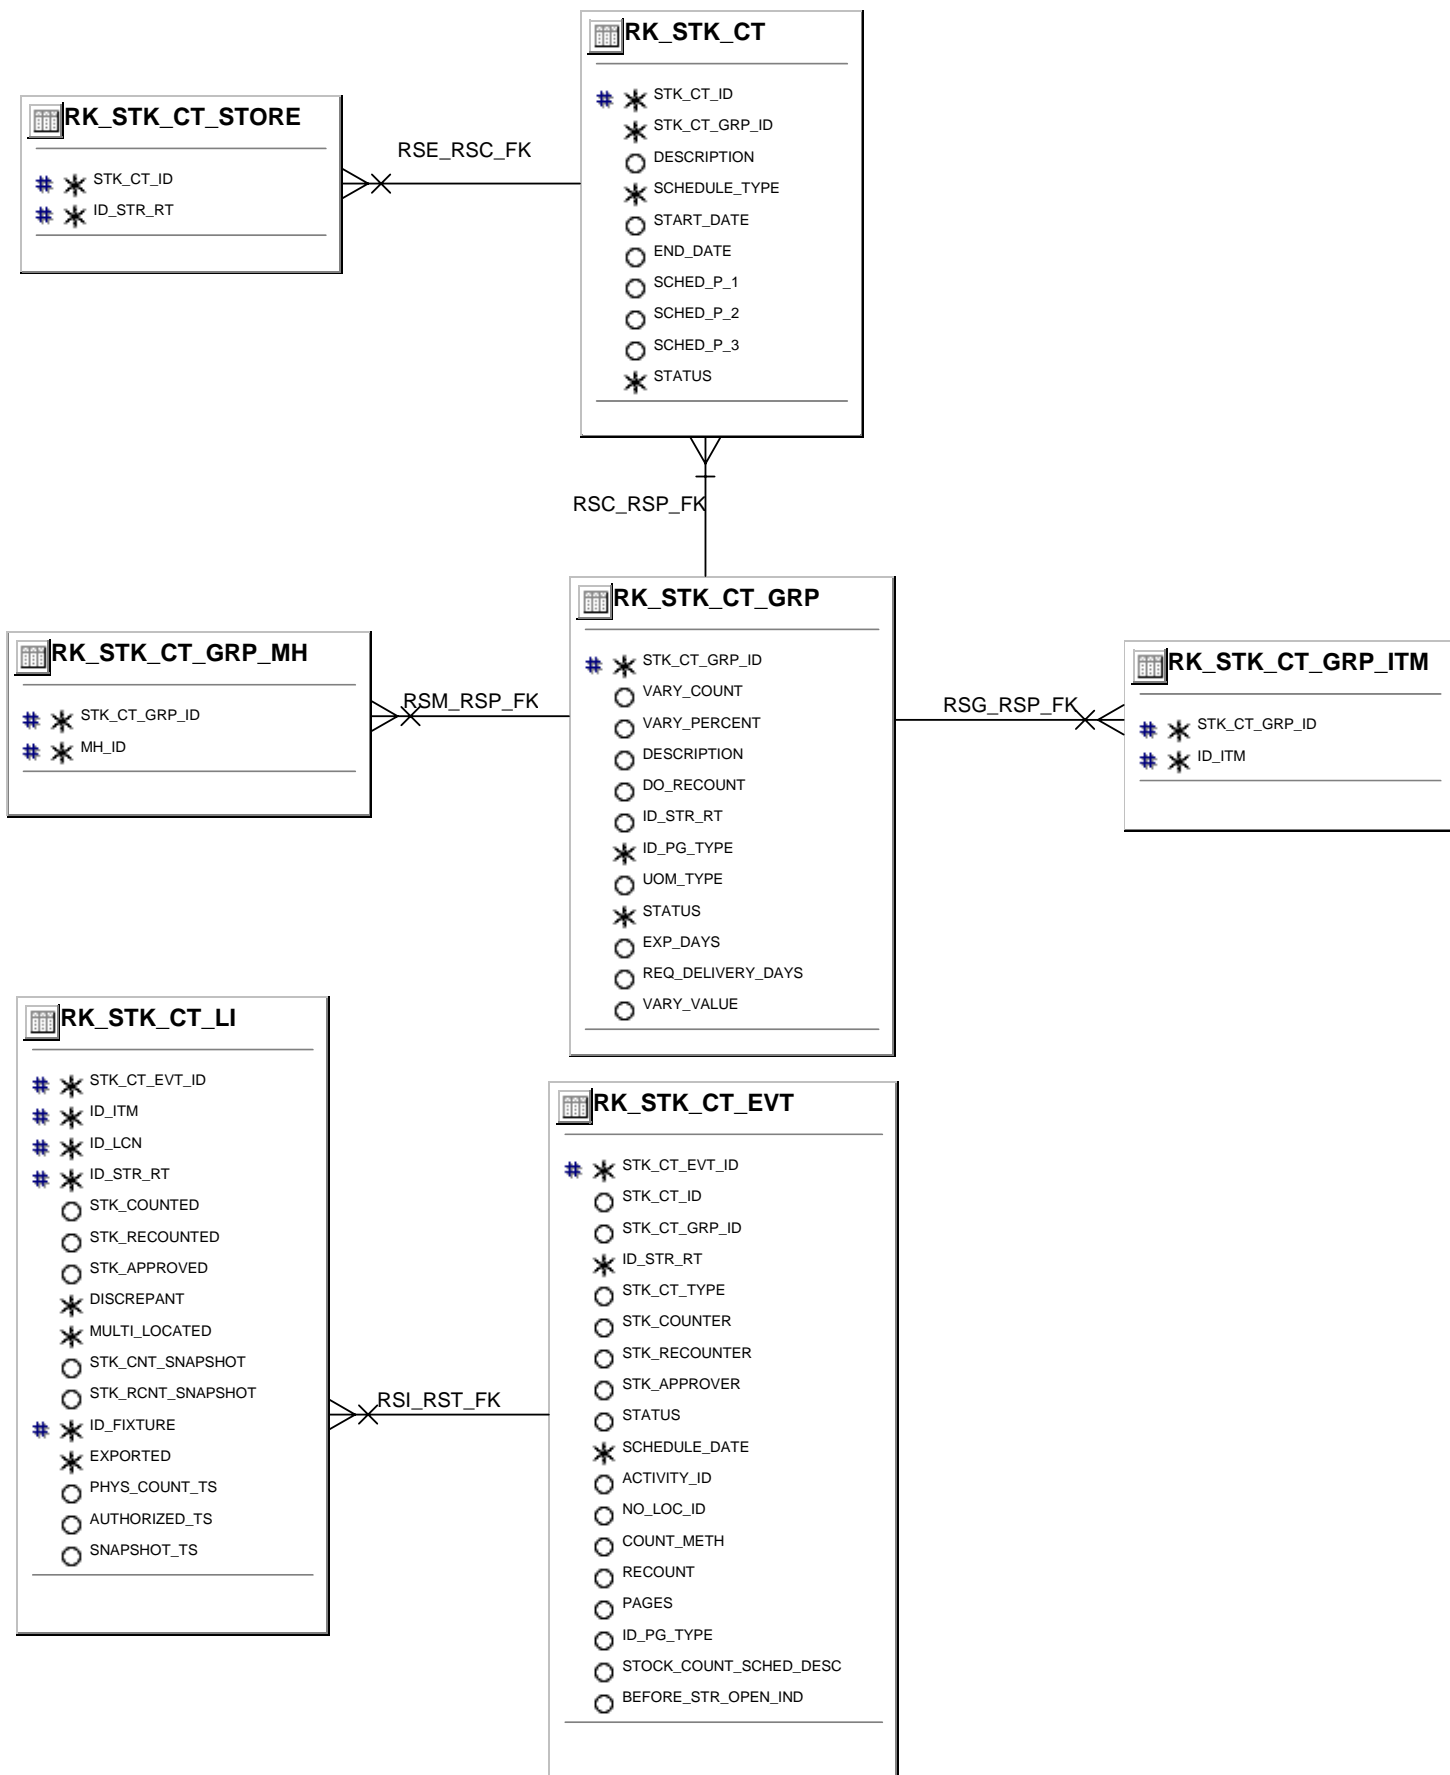 RK_STK_CT
# * STK_CT_ID
* STK_CT_GRP_ID
DESCRIPTION
* SCHEDULE_TYPE
START_DATE
END_DATE
SCHED_P_1
SCHED_P_2
SCHED_P_3
* STATUS
RK_STK_CT_STORE
# * STK_CT_ID
# * ID_STR_RT
RSE_RSC_FK
RSC_RSP_FK
RK_STK_CT_GRP_MH
# * STK_CT_GRP_ID
# * MH_ID
RSM_RSP_FK
RK_STK_CT_GRP
# * STK_CT_GRP_ID
VARY_COUNT
VARY_PERCENT
DESCRIPTION
DO_RECOUNT
ID_STR_RT
* ID_PG_TYPE
UOM_TYPE
* STATUS
EXP_DAYS
REQ_DELIVERY_DAYS
VARY_VALUE
RSG_RSP_FK
RK_STK_CT_GRP_ITM
# * STK_CT_GRP_ID
# * ID_ITM
RK_STK_CT_LI
# * STK_CT_EVT_ID
# * ID_ITM
# * ID_LCN
# * ID_STR_RT
STK_COUNTED
STK_RECOUNTED
STK_APPROVED
* DISCREPANT
* MULTI_LOCATED
STK_CNT_SNAPSHOT
STK_RCNT_SNAPSHOT
# * ID_FIXTURE
* EXPORTED
PHYS_COUNT_TS
AUTHORIZED_TS
SNAPSHOT_TS
RSI_RST_FK
RK_STK_CT_EVT
# * STK_CT_EVT_ID
STK_CT_ID
STK_CT_GRP_ID
* ID_STR_RT
STK_CT_TYPE
STK_COUNTER
STK_RECOUNTER
STK_APPROVER
STATUS
* SCHEDULE_DATE
ACTIVITY_ID
NO_LOC_ID
COUNT_METH
RECOUNT
PAGES
ID_PG_TYPE
STOCK_COUNT_SCHED_DESC
BEFORE_STR_OPEN_IND